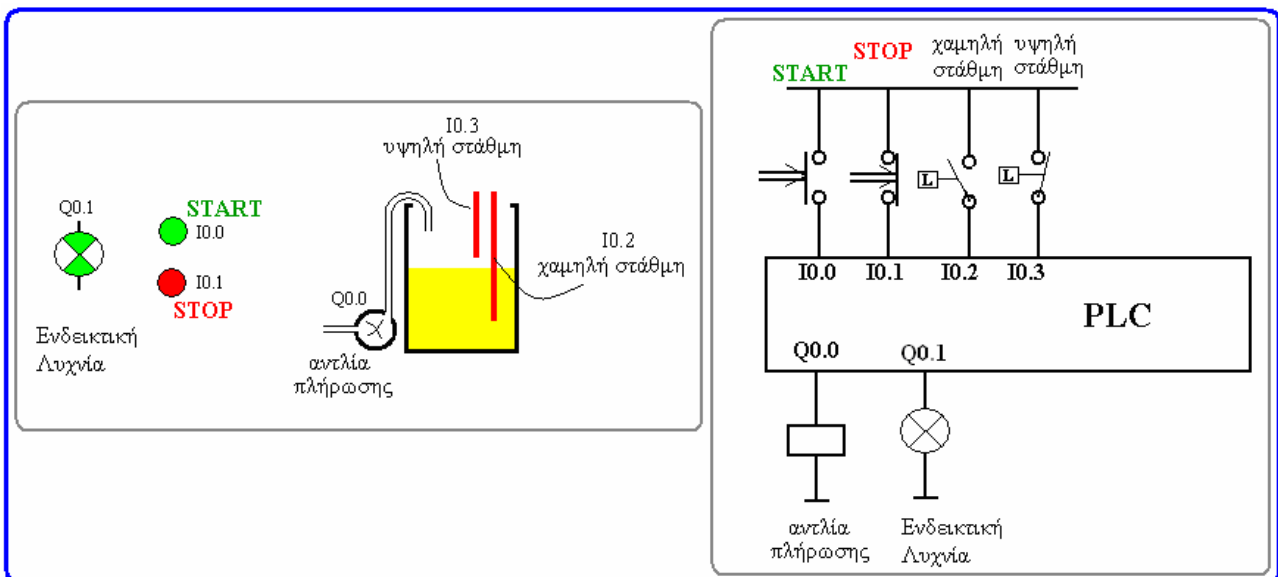 I0.3
υψηλή στάθμη
Q0.1
START
I0.0
I0.2
χαμηλή στάθμη
I0.1
STOP
Q0.0
Ενδεικτική
Λυχνία
αντλία
πλήρωσης
χαμηλή
στάθμη
υψηλή
στάθμη
STOP
START
L
L
I0.0 I0.1 I0.2 I0.3
PLC
Q0.0 Q0.1
αντλία
πλήρωσης
Ενδεικτική
Λυχνία